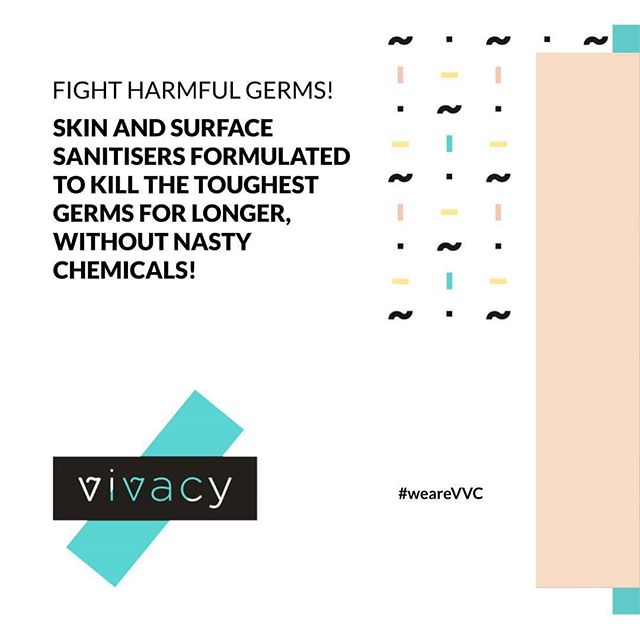 FIGHT HARMFUL GERMS!
SKIN AND SURFACE
SANITISERS FORMULATED
TO KILL THE TOUGHEST
GERMS FOR LONGER,
WITHOUT NASTY
CHEMICALS!
vivacy
#weareVVC